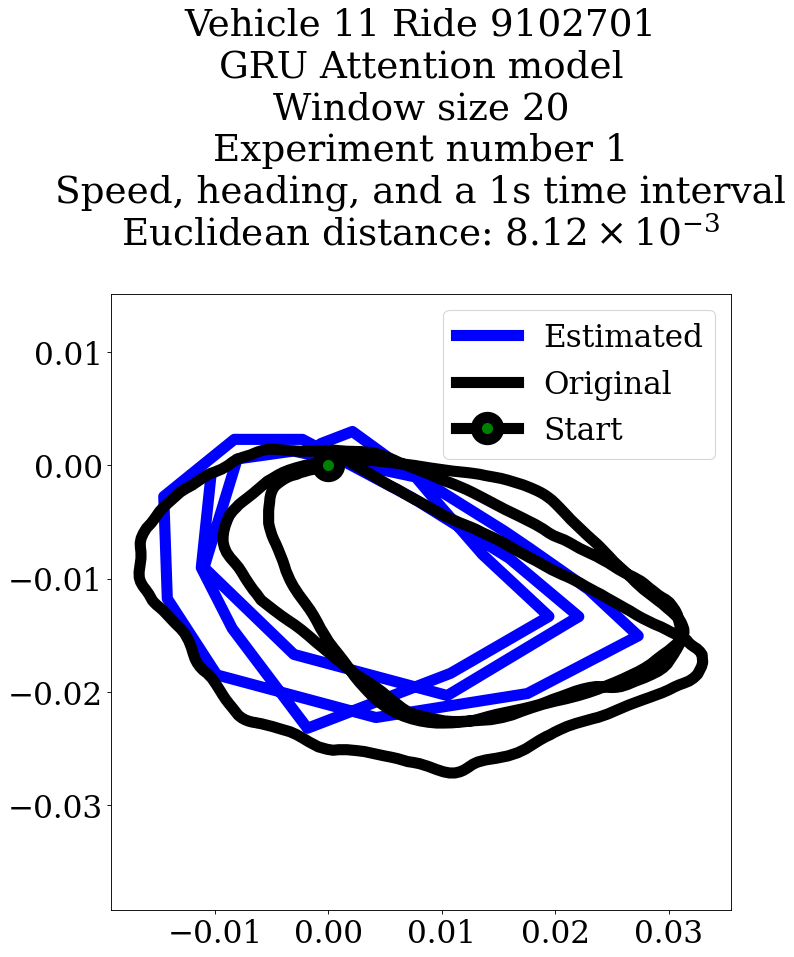 Vehicle 11 Ride 9102701
GRU Attention model
Window size 20
Experiment number 1
Speed, heading, and a 1s time interval
Euclidean distance: 8.12 × 10⁻³
Estimated
Original
Start
0.01
0.00
−0.01
−0.02
−0.03
−0.01 0.00 0.01 0.02 0.03